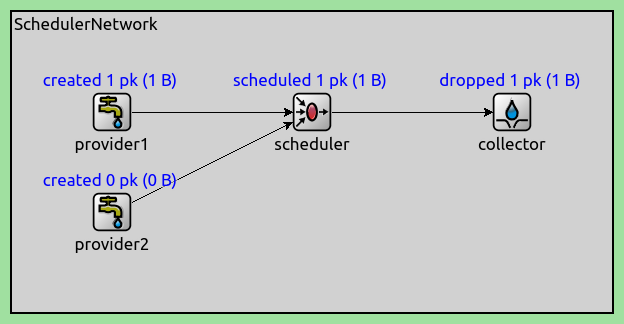 SchedulerNetwork
created 1 pk (1 B)
scheduled 1 pk (1 B)
dropped 1 pk (1 B)
provider1
scheduler
collector
created 0 pk (0 B)
provider2